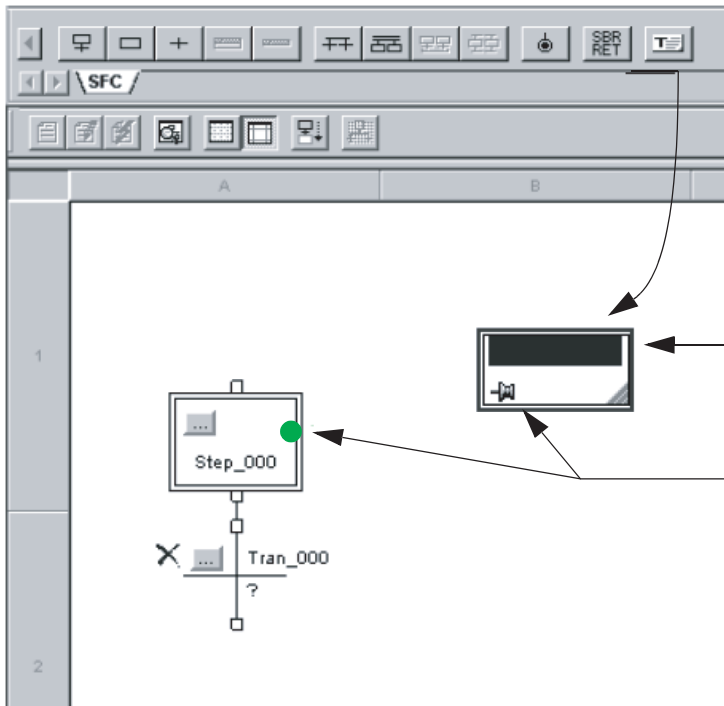 SBR
RET
T
SFC
A B
1
...
Step_000
... Tran_000
?
2